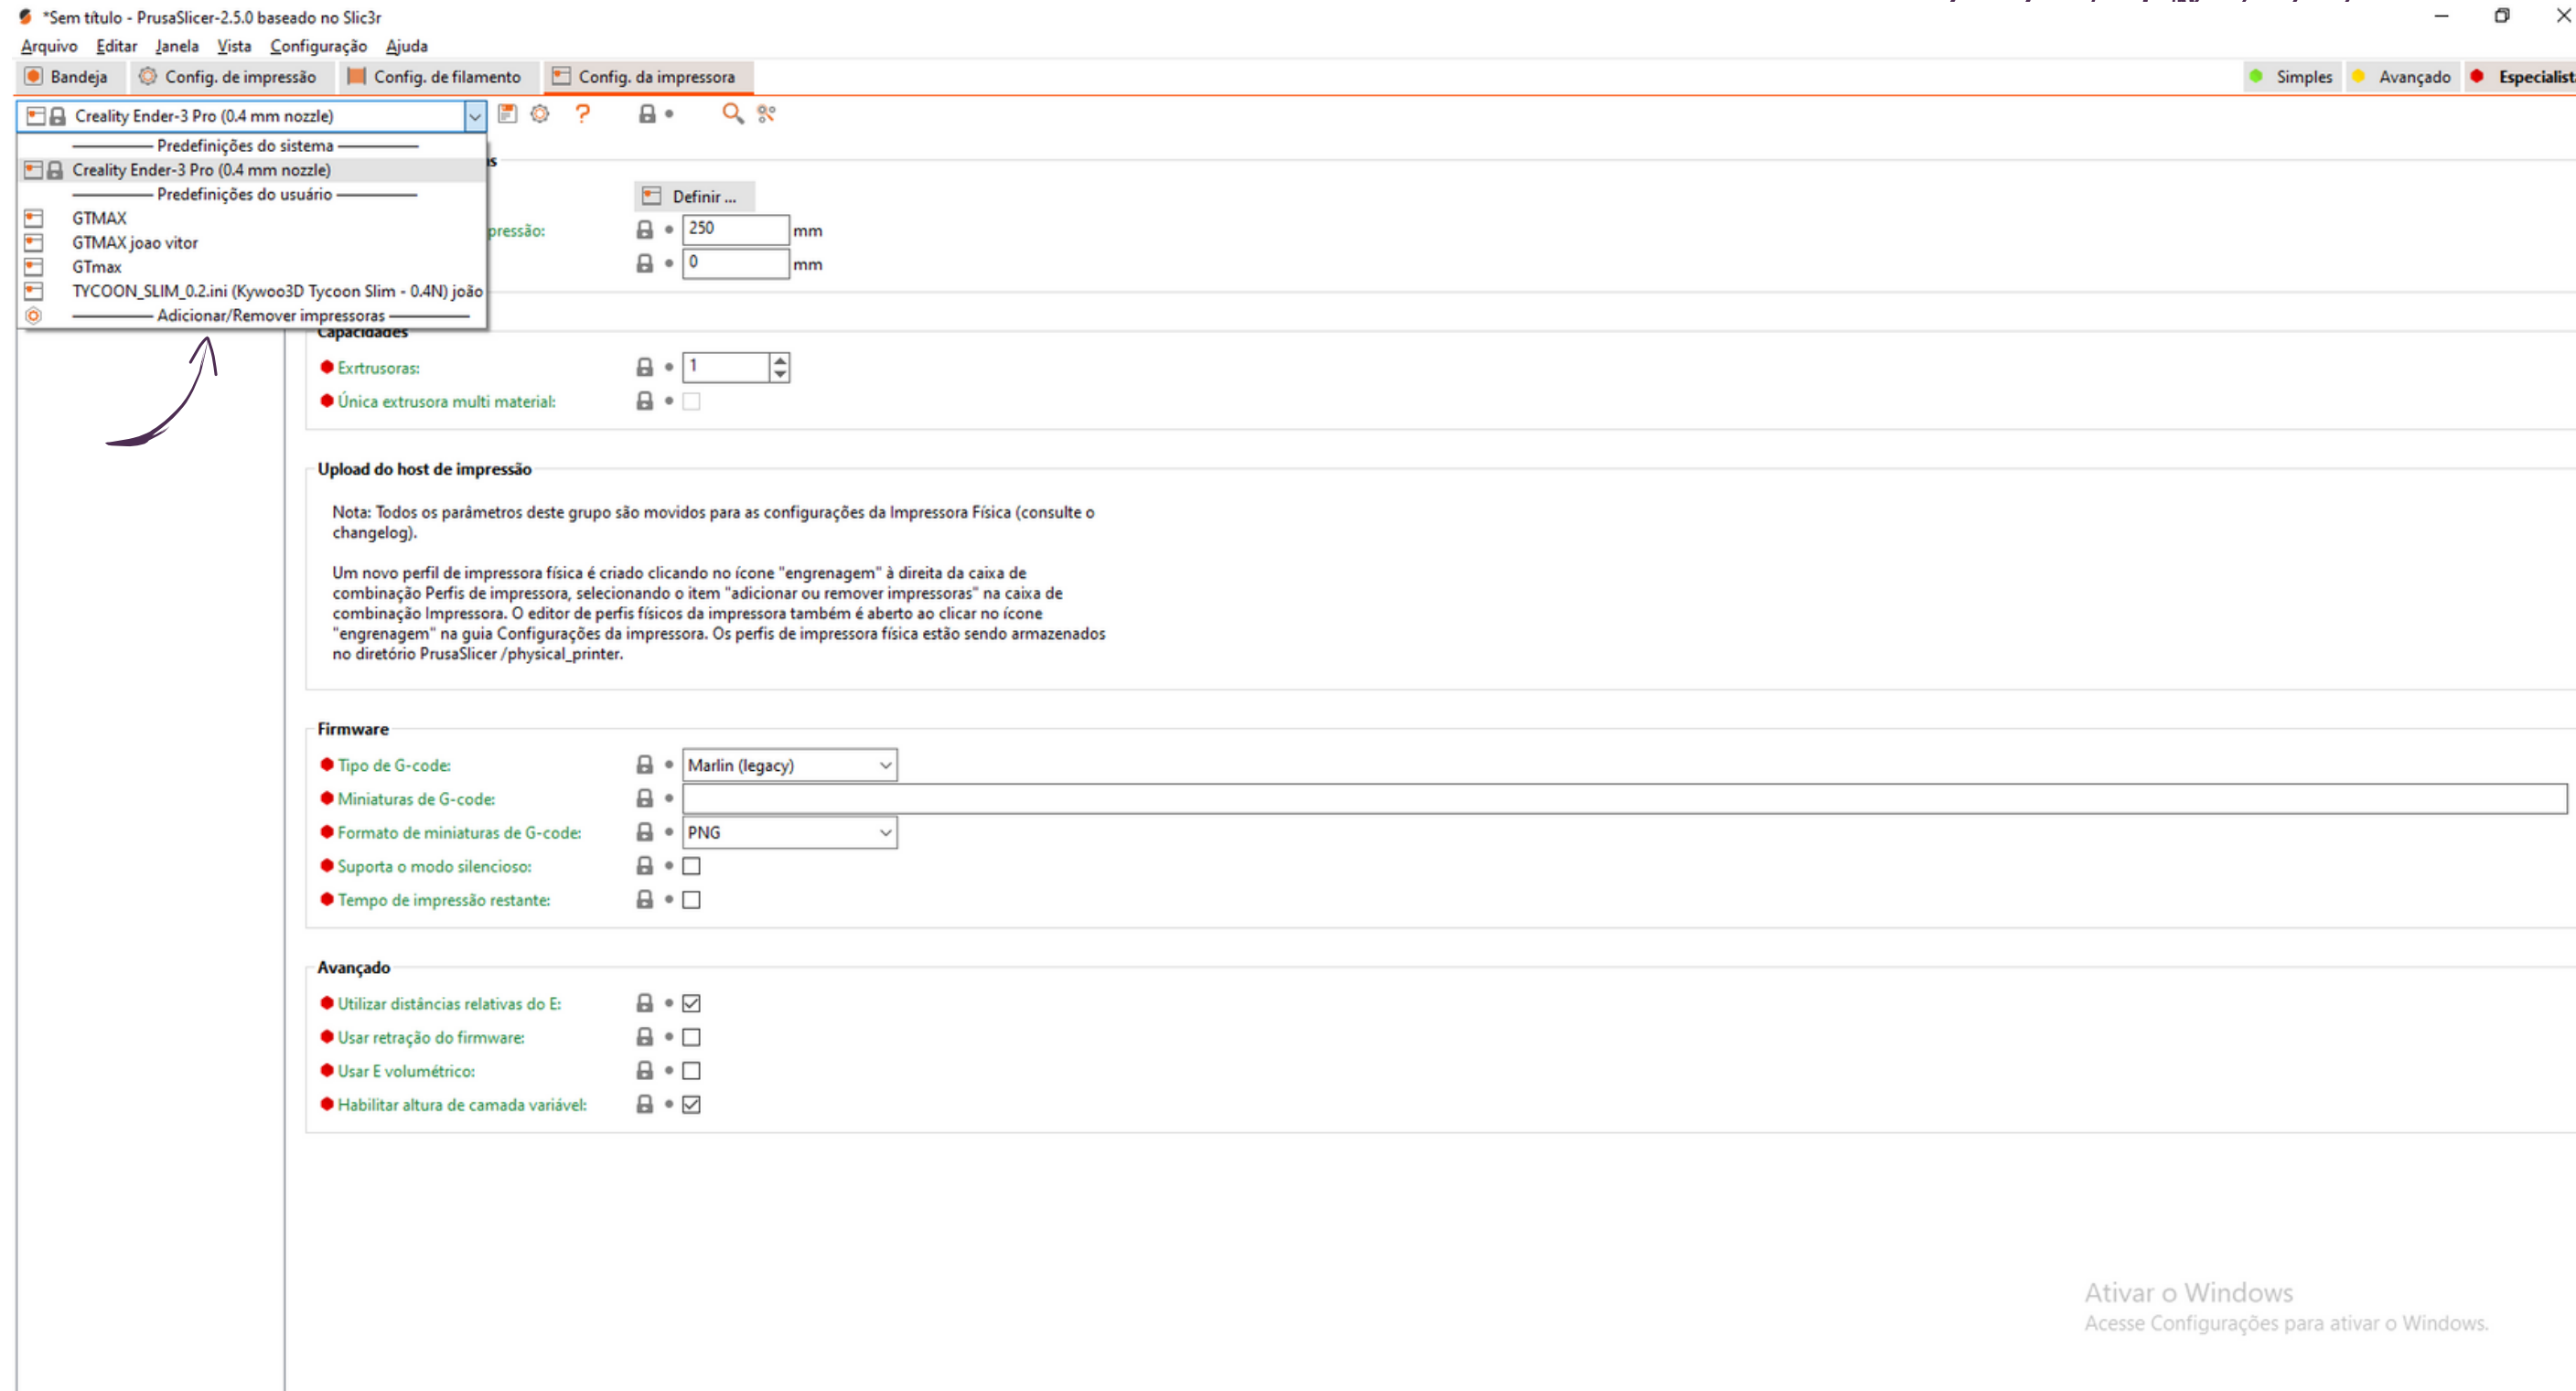 *Sem título - PrusaSlicer-2.5.0 baseado no Slic3r
Arquivo Editar Janela Vista Configuração Ajuda
Bandeja Config. de impressão Config. de filamento Config. da impressora Simples Avançado Especialist
Creality Ender-3 Pro (0.4 mm nozzle)
Predefinições do sistema
Creality Ender-3 Pro (0.4 mm nozzle)
Predefinições do usuário
GTMAX
GTMAX joao vitor
GTmax
TYCOON_SLIM_0.2.ini (Kywoo3D Tycoon Slim - 0.4N) joão
Adicionar/Remover impressoras
s
Definir ...
pressão: 250 mm
0 mm
Capacidades
Exrtrusoras: 1
Única extrusora multi material:
Upload do host de impressão
Nota: Todos os parâmetros deste grupo são movidos para as configurações da Impressora Física (consulte o
changelog).
Um novo perfil de impressora física é criado clicando no ícone "engrenagem" à direita da caixa de
combinação Perfis de impressora, selecionando o item "adicionar ou remover impressoras" na caixa de
combinação Impressora. O editor de perfis físicos da impressora também é aberto ao clicar no ícone
"engrenagem" na guia Configurações da impressora. Os perfis de impressora física estão sendo armazenados
no diretório PrusaSlicer /physical_printer.
Firmware
Tipo de G-code: Marlin (legacy)
Miniaturas de G-code:
Formato de miniaturas de G-code: PNG
Suporta o modo silencioso:
Tempo de impressão restante:
Avançado
Utilizar distâncias relativas do E:
Usar retração do firmware:
Usar E volumétrico:
Habilitar altura de camada variável:
Ativar o Windows
Acesse Configurações para ativar o Windows.